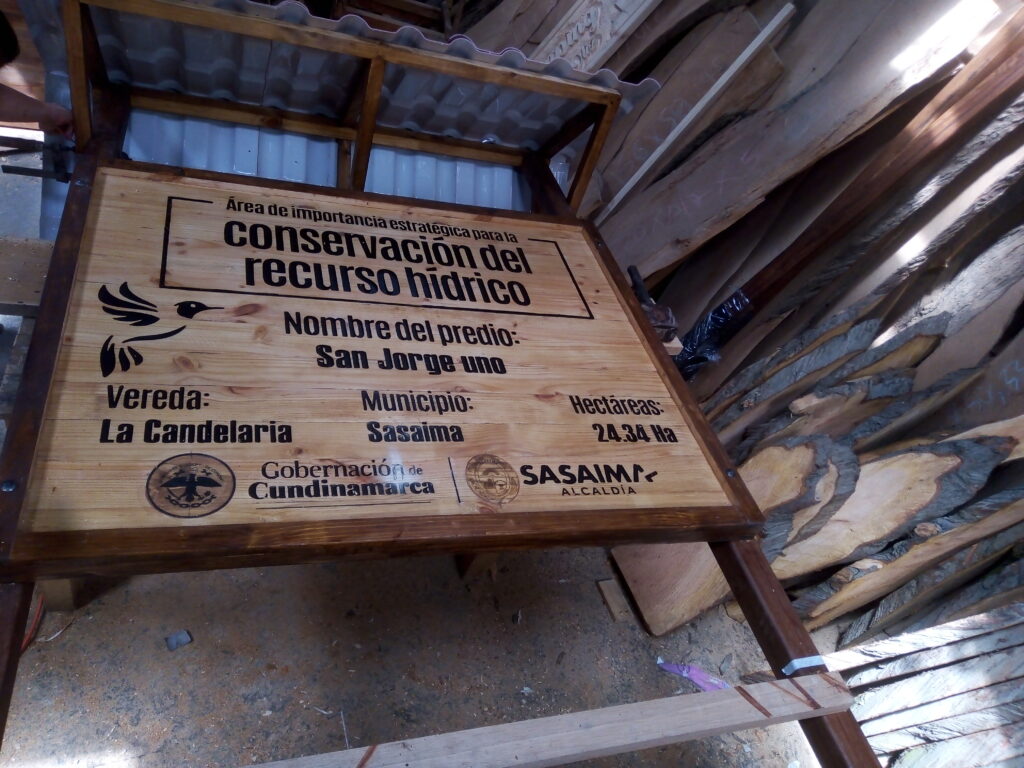 Área de importancia estratégica para la
conservación del
recurso hídrico
Nombre del predio:
San Jorge uno
Vereda:
La Candelaria
Municipio:
Sasaima
Hectáreas:
24.34 Ha
Gobernación de
Cundinamarca
SASAIMA
ALCALDÍA